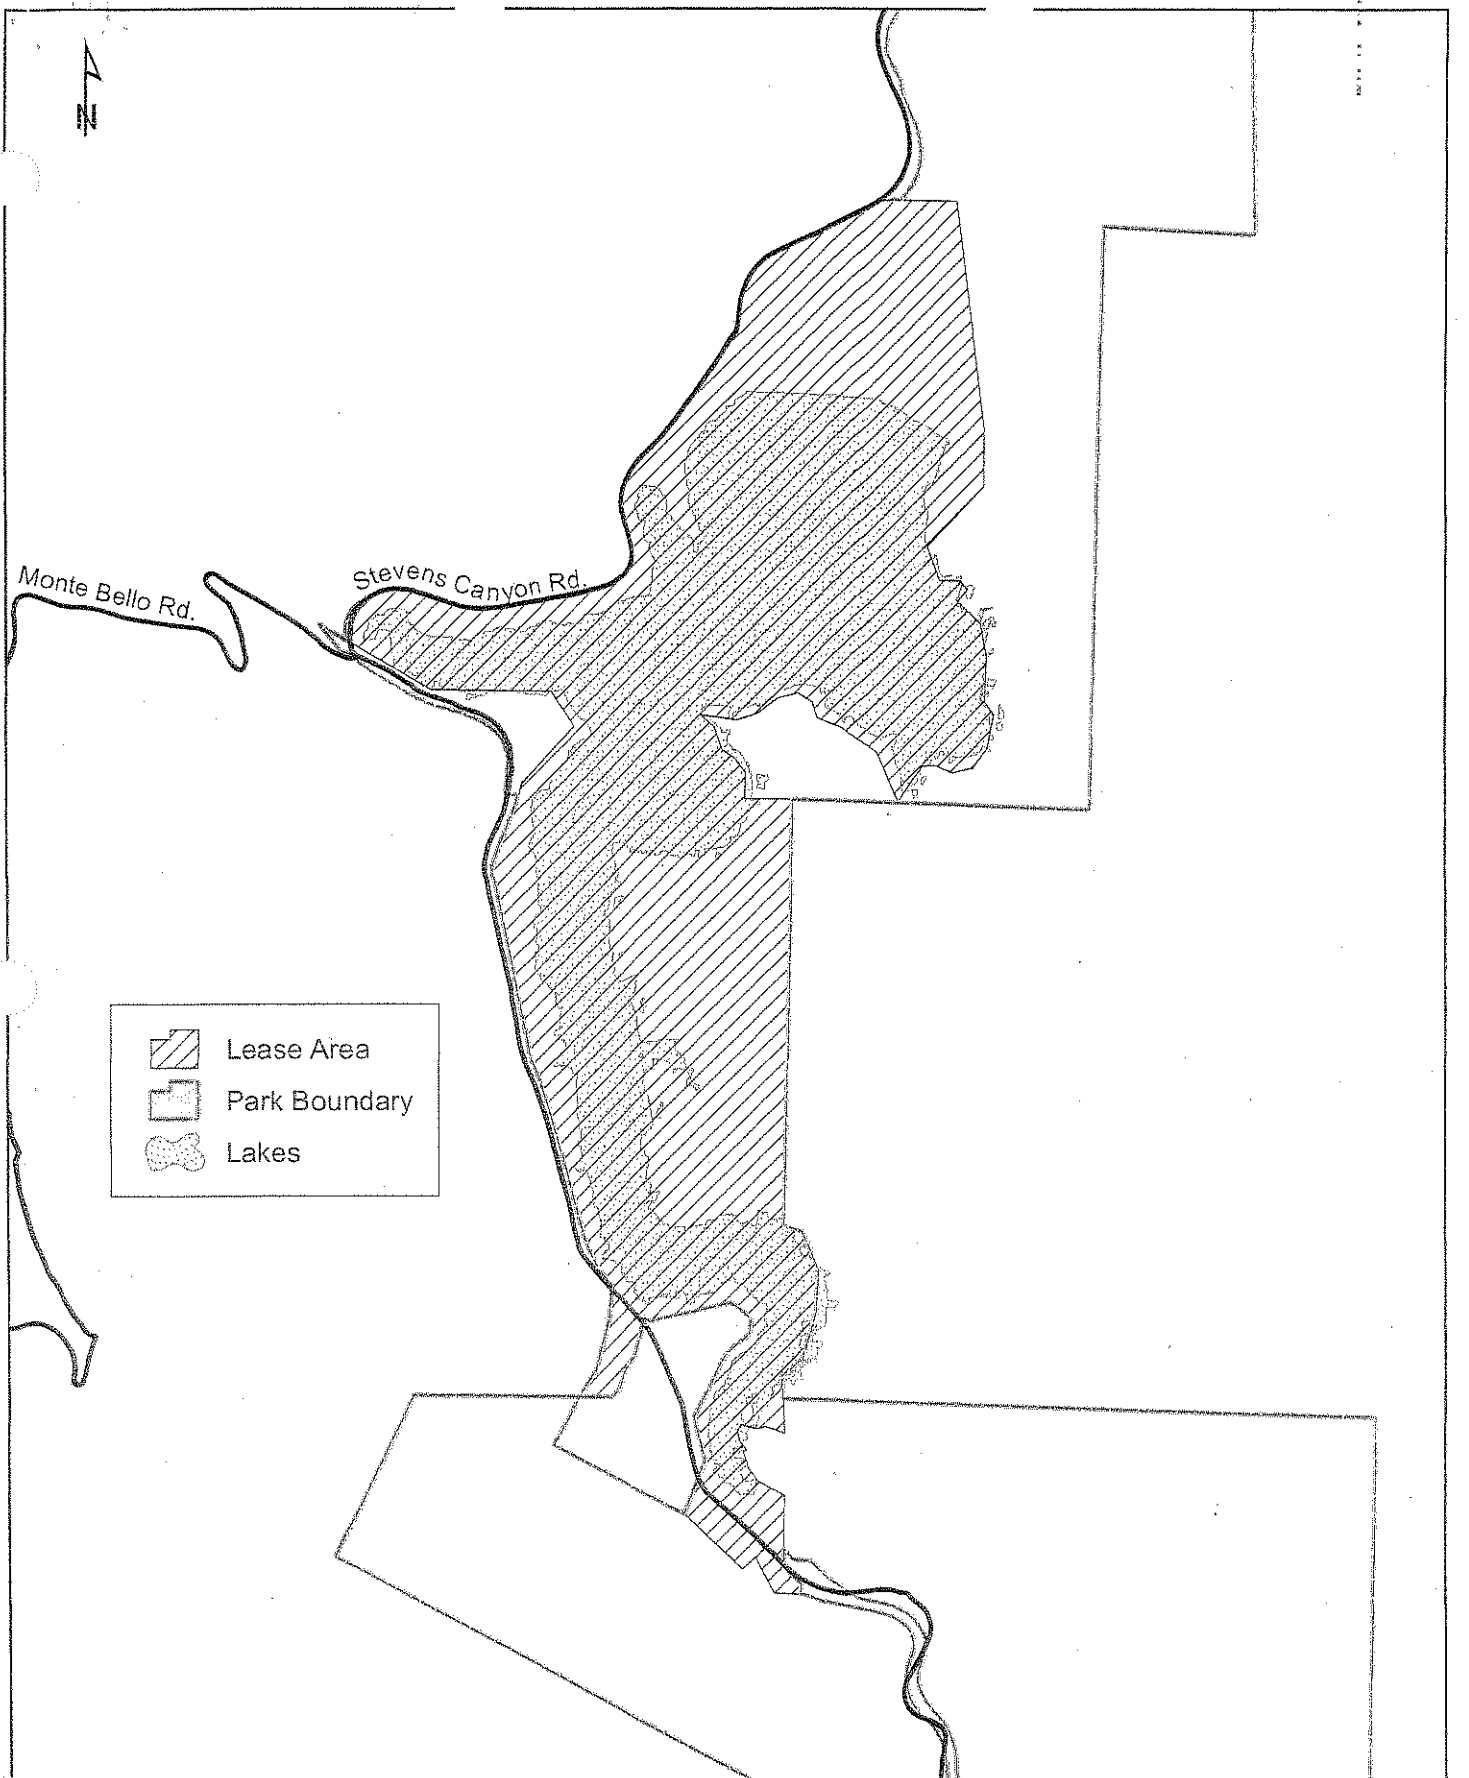 N
Stevens Canyon Rd.
Monte Bello Rd.
Lease Area
Park Boundary
Lakes